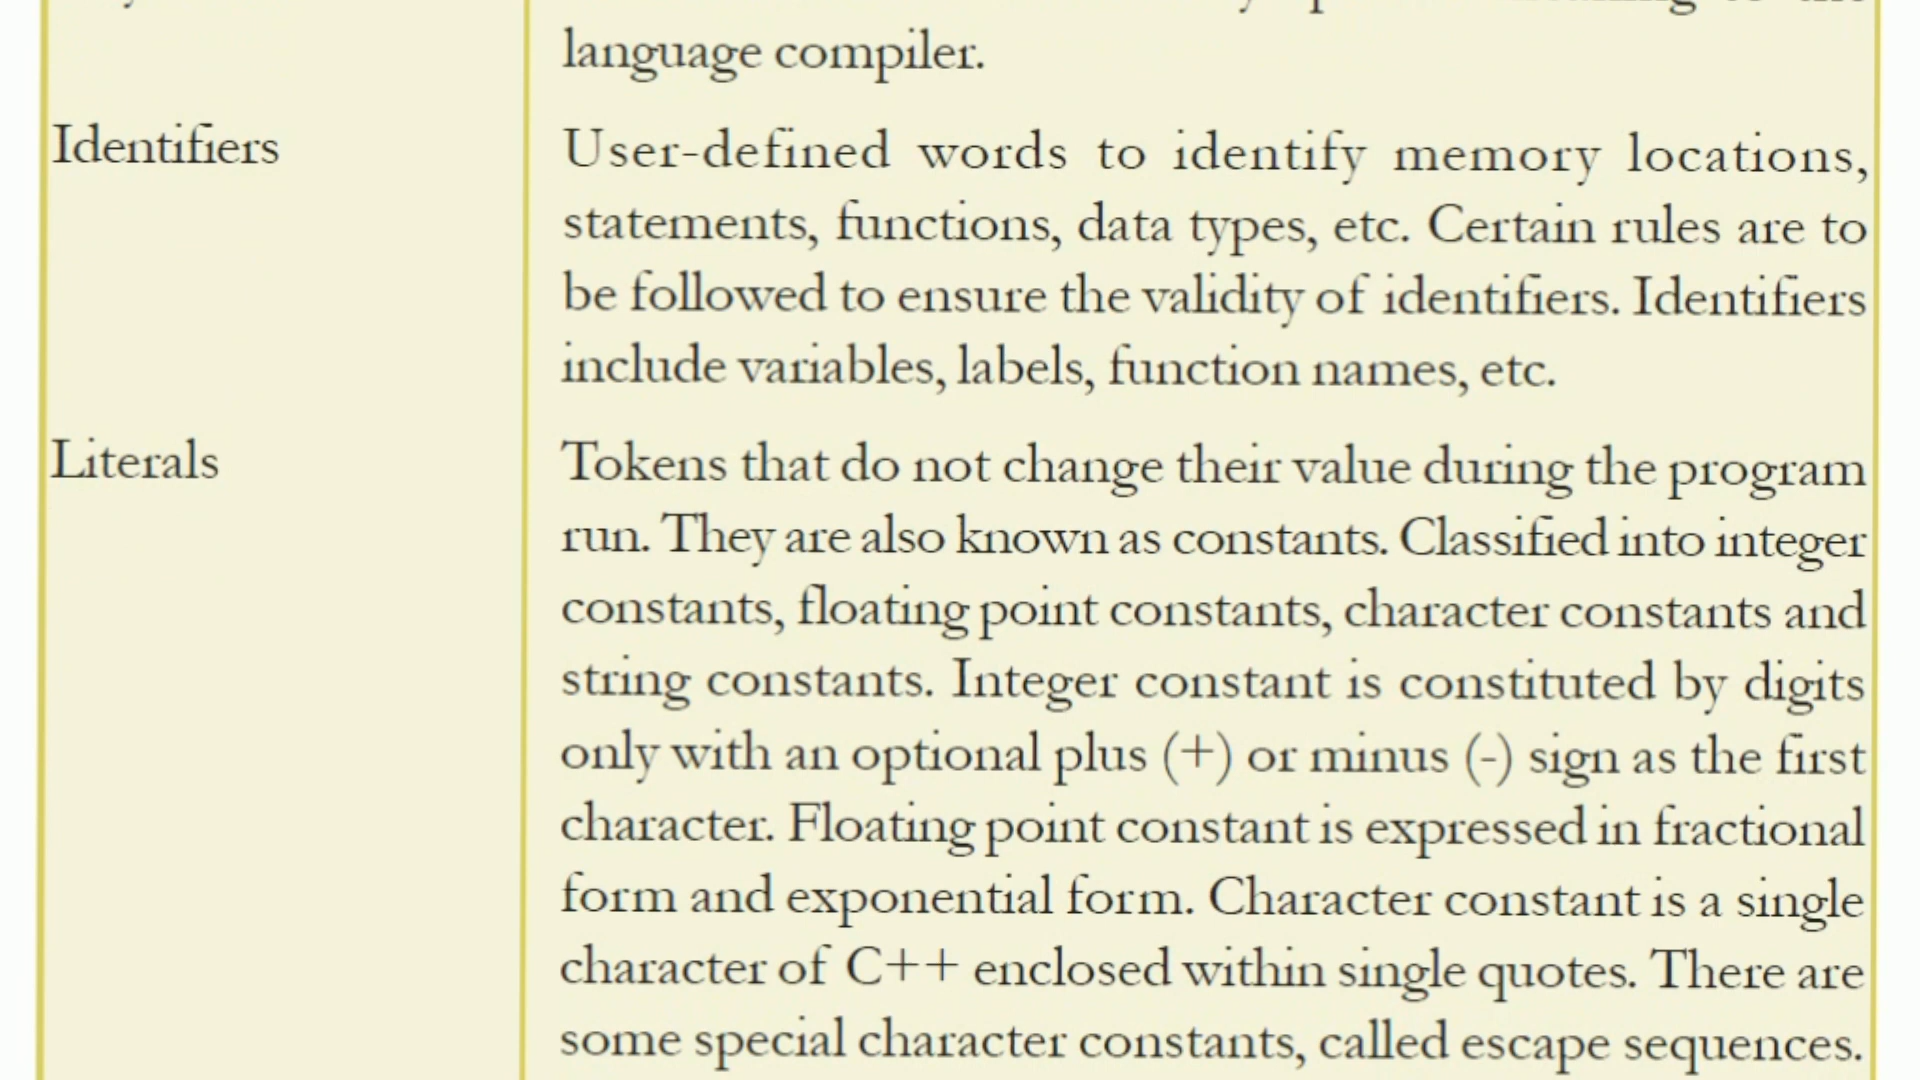 language compiler.
Identifiers
User-defined words to identify memory locations,
statements, functions, data types, etc. Certain rules are to
be followed to ensure the validity of identifiers. Identifiers
include variables, labels, function names, etc.
Literals
Tokens that do not change their value during the program
run. They are also known as constants. Classified into integer
constants, floating point constants, character constants and
string constants. Integer constant is constituted by digits
only with an optional plus (+) or minus (-) sign as the first
character. Floating point constant is expressed in fractional
form and exponential form. Character constant is a single
character of C++ enclosed within single quotes. There are
some special character constants, called escape sequences.